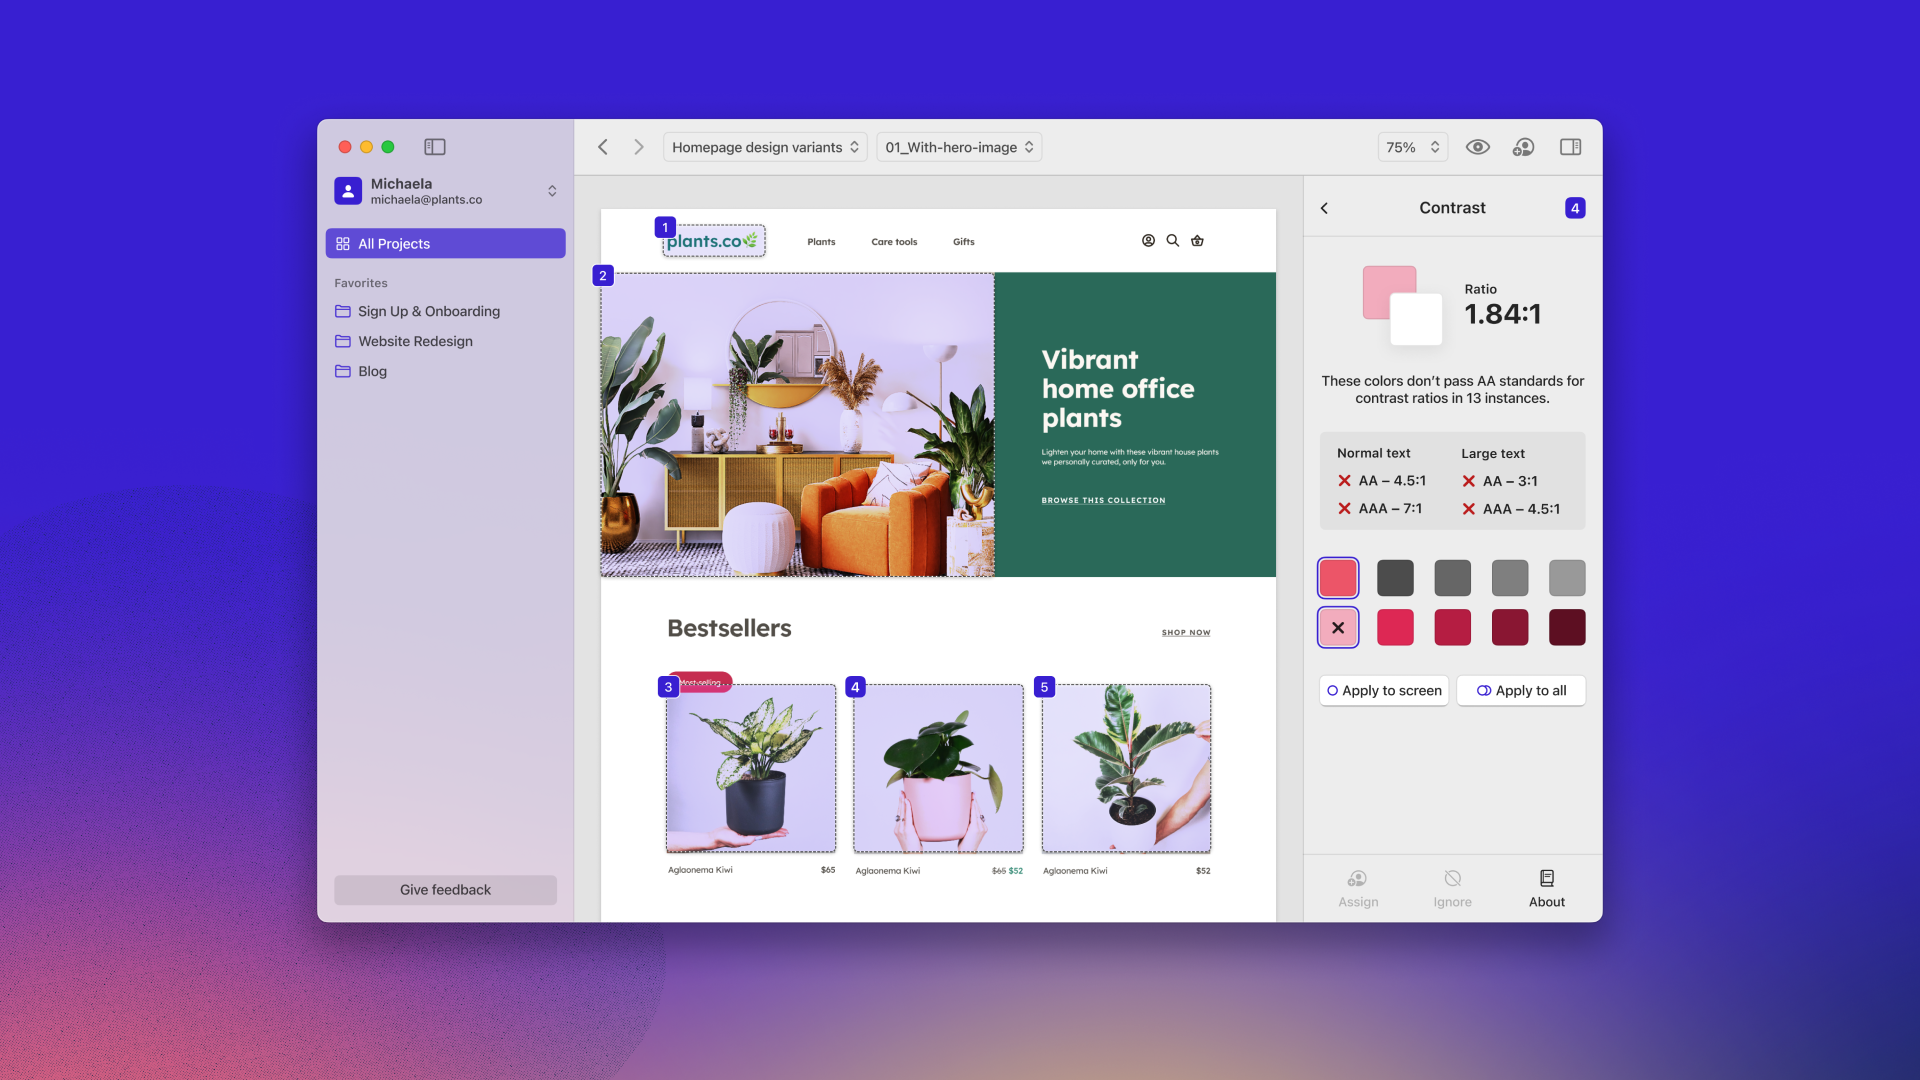 Michaela
michaela@plants.co
All Projects
Favorites
Sign Up & Onboarding
Website Redesign
Blog
Give feedback
Homepage design variants
01_With-hero-image
75%
1
plants.co
Plants
Care tools
Gifts
2
Vibrant
home office
plants
Lighten your home with these vibrant house plants
we personally curated, only for you.
BROWSE THIS COLLECTION
Bestsellers
SHOP NOW
3
Most-selling
4
5
Aglaonema Kiwi
$65
Aglaonema Kiwi
$65 $52
Aglaonema Kiwi
$52
Contrast
4
Ratio
1.84:1
These colors don’t pass AA standards for
contrast ratios in 13 instances.
Normal text
Large text
AA – 4.5:1
AA – 3:1
AAA – 7:1
AAA – 4.5:1
Apply to screen
Apply to all
Assign
Ignore
About